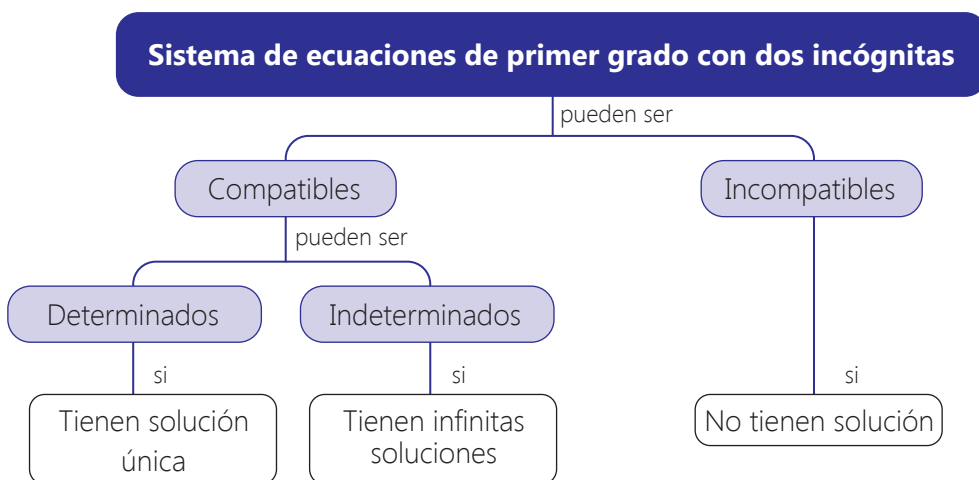 Sistema de ecuaciones de primer grado con dos incógnitas
pueden ser
Compatibles
Incompatibles
pueden ser
Determinados
Indeterminados
si
si
si
Tienen solución
única
Tienen infinitas
soluciones
No tienen solución